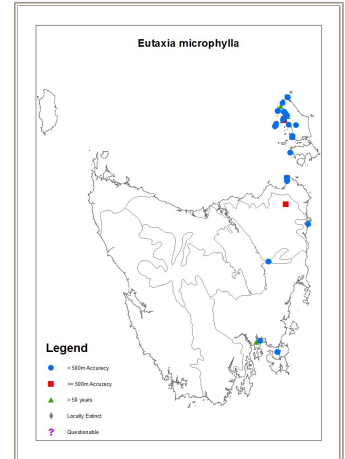 Eutaxia microphylla
Legend
< 500m Accuracy
>= 500m Accuracy
> 50 years
Locally Extinct
? Questionable